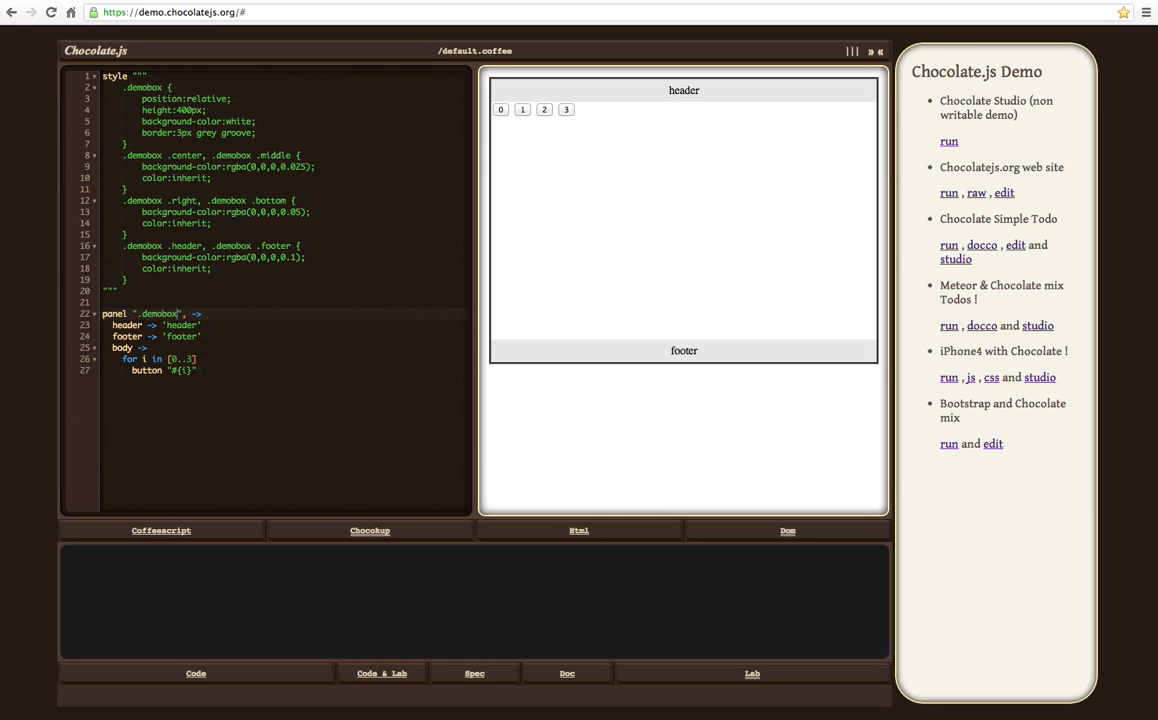 https://demo.chocolatejs.org/#
Chocolate.js
/default.coffee
||| » «
1 style """
2 .demobox {
3 position:relative;
4 height:400px;
5 background-color:white;
6 border:3px grey groove;
7 }
8 .demobox .center, .demobox .middle {
9 background-color:rgba(0,0,0,0.025);
10 color:inherit;
11 }
12 .demobox .right, .demobox .bottom {
13 background-color:rgba(0,0,0,0.05);
14 color:inherit;
15 }
16 .demobox .header, .demobox .footer {
17 background-color:rgba(0,0,0,0.1);
18 color:inherit;
19 }
20 """
21
22 panel ".demobox", ->
23 header -> 'header'
24 footer -> 'footer'
25 body ->
26 for i in [0..3]
27 button "#{i}"
header
0 1 2 3
footer
Coffeescript
Chocokup
Html
Dom
Code
Code & Lab
Spec
Doc
Lab
Chocolate.js Demo
• Chocolate Studio (non
writable demo)
run
• Chocolatejs.org web site
run , raw , edit
• Chocolate Simple Todo
run , docco , edit and
studio
• Meteor & Chocolate mix
Todos !
run , docco and studio
• iPhone4 with Chocolate !
run , js , css and studio
• Bootstrap and Chocolate
mix
run and edit